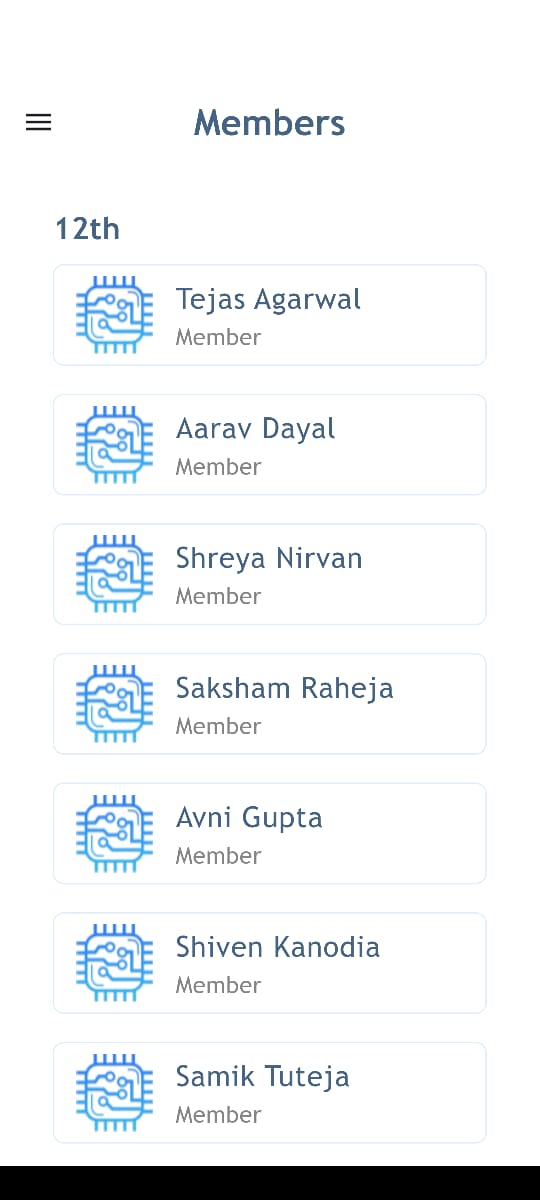 Members
12th
Tejas Agarwal
Member
Aarav Dayal
Member
Shreya Nirvan
Member
Saksham Raheja
Member
Avni Gupta
Member
Shiven Kanodia
Member
Samik Tuteja
Member